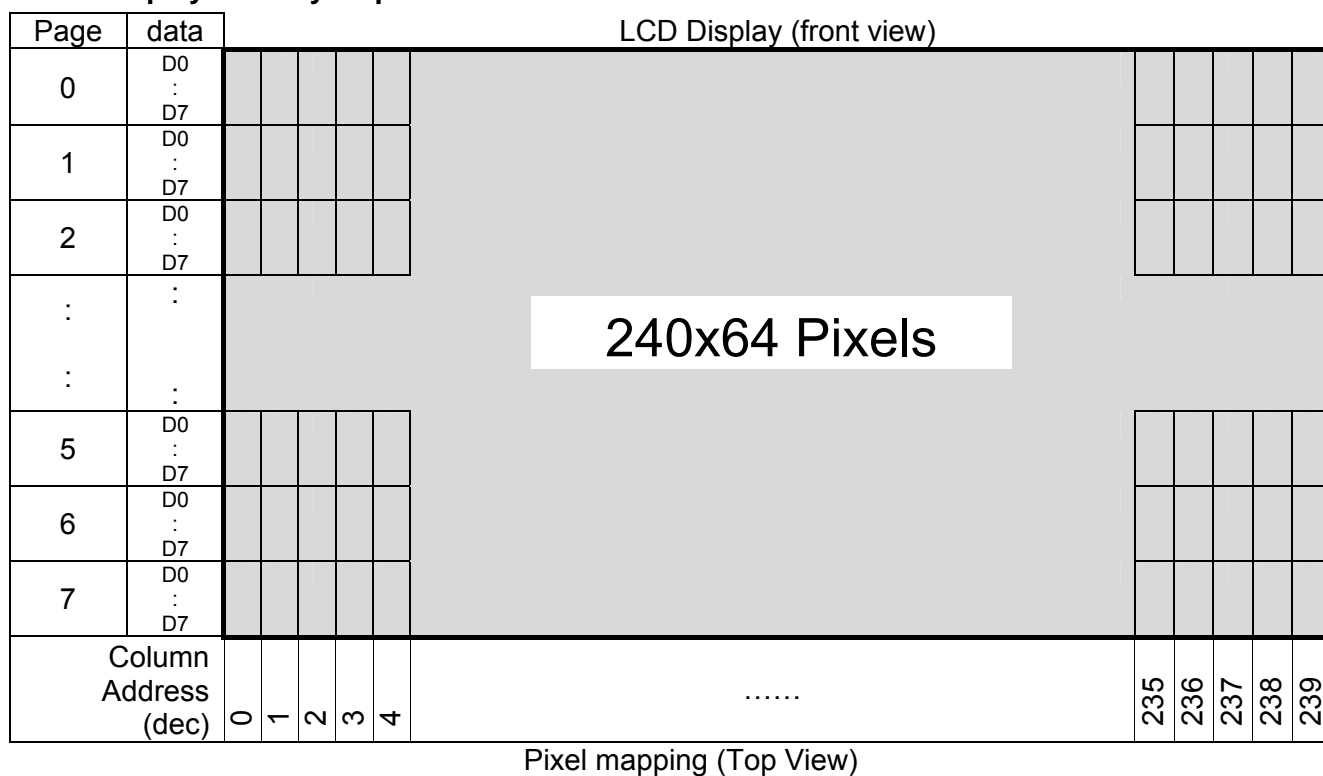 Page data LCD Display (front view)
0 D0
:
D7
1 D0
:
D7
2 D0
:
D7
: :
: :
240x64 Pixels
5 D0
:
D7
6 D0
:
D7
7 D0
:
D7
Column
Address
(dec) 0 1 2 3 4 ...... 235 236 237 238 239
Pixel mapping (Top View)